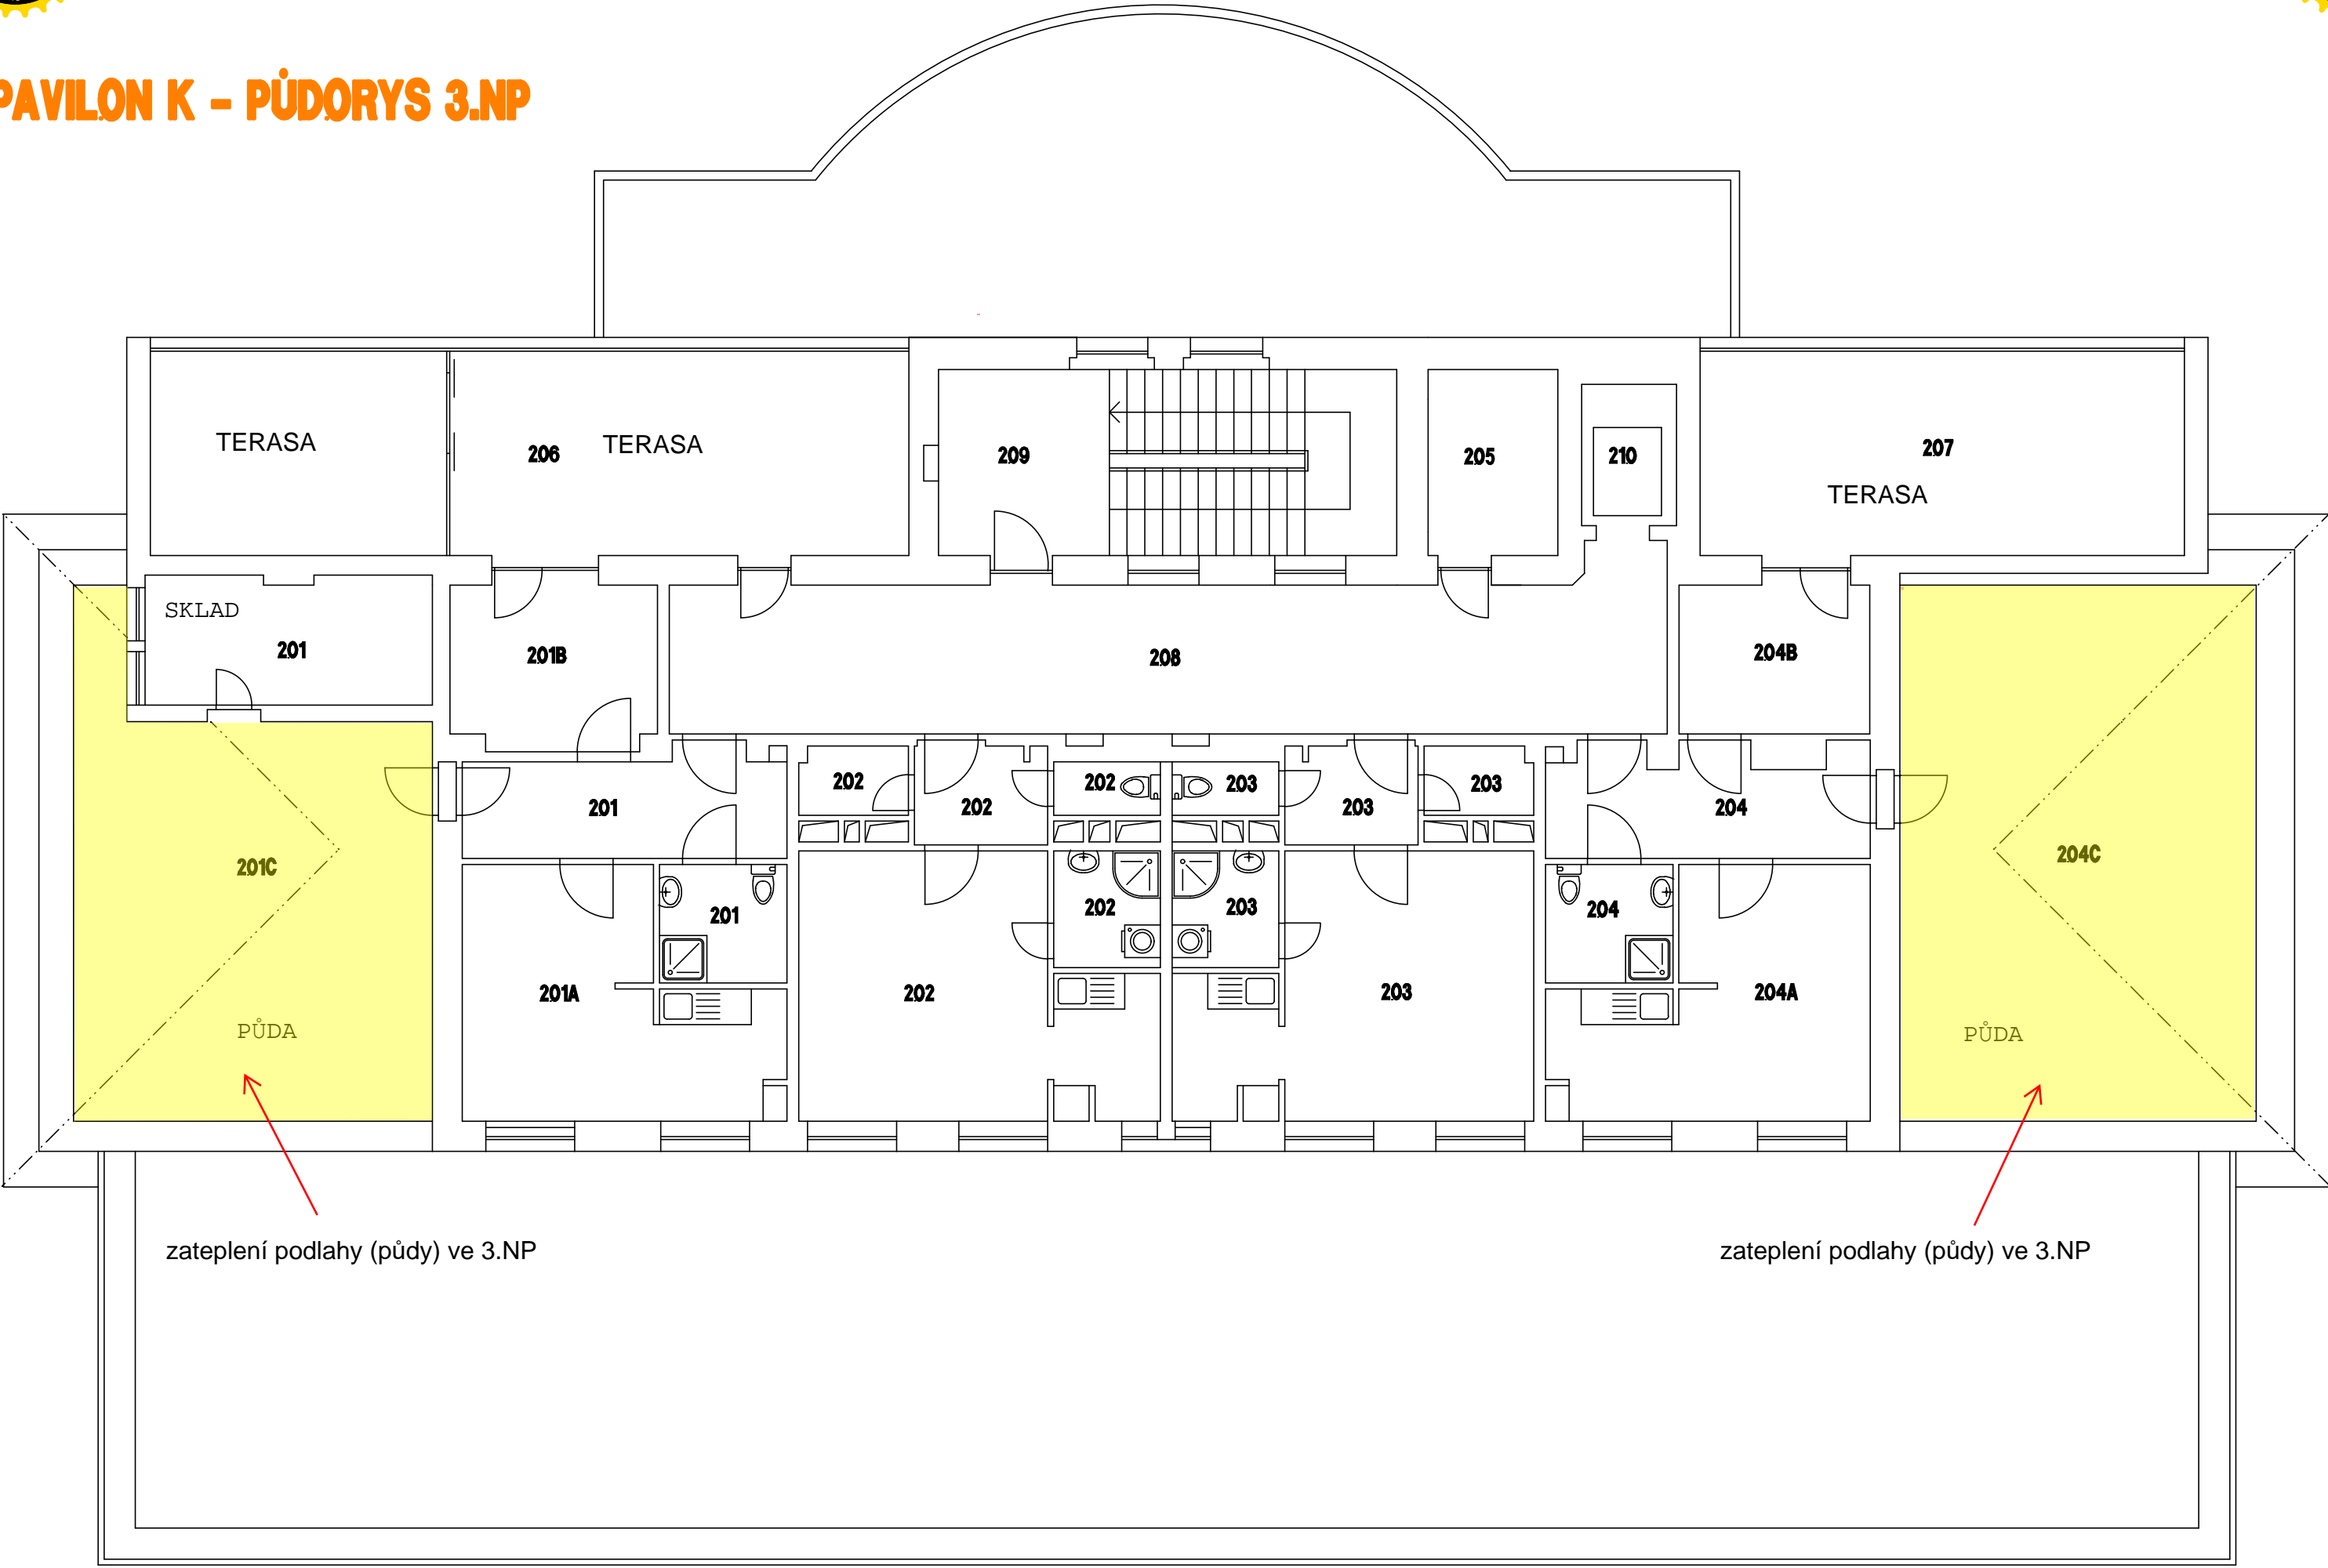 PAVILON K – PŮDORYS 3.NP
TERASA
206
TERASA
209
205
210
207
TERASA
SKLAD
201
201B
208
204B
201
202
202
202
203
203
203
204
201C
201
202
203
204
204C
201A
202
203
204A
PŮDA
PŮDA
zateplení podlahy (půdy) ve 3.NP
zateplení podlahy (půdy) ve 3.NP